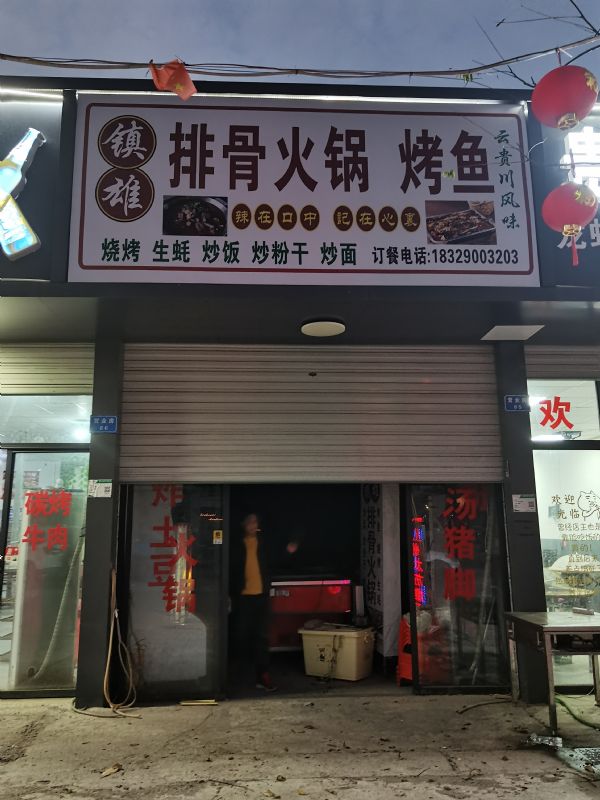 镇雄
排骨火锅 烤鱼
云贵川风味
辣在口中 記在心裏
烧烤 生蚝 炒饭 炒粉干 炒面 订餐电话:18329003203
碳烤
牛肉
炸土豆
火锅
排骨火锅
汤猪脚
欢
欢迎
光临